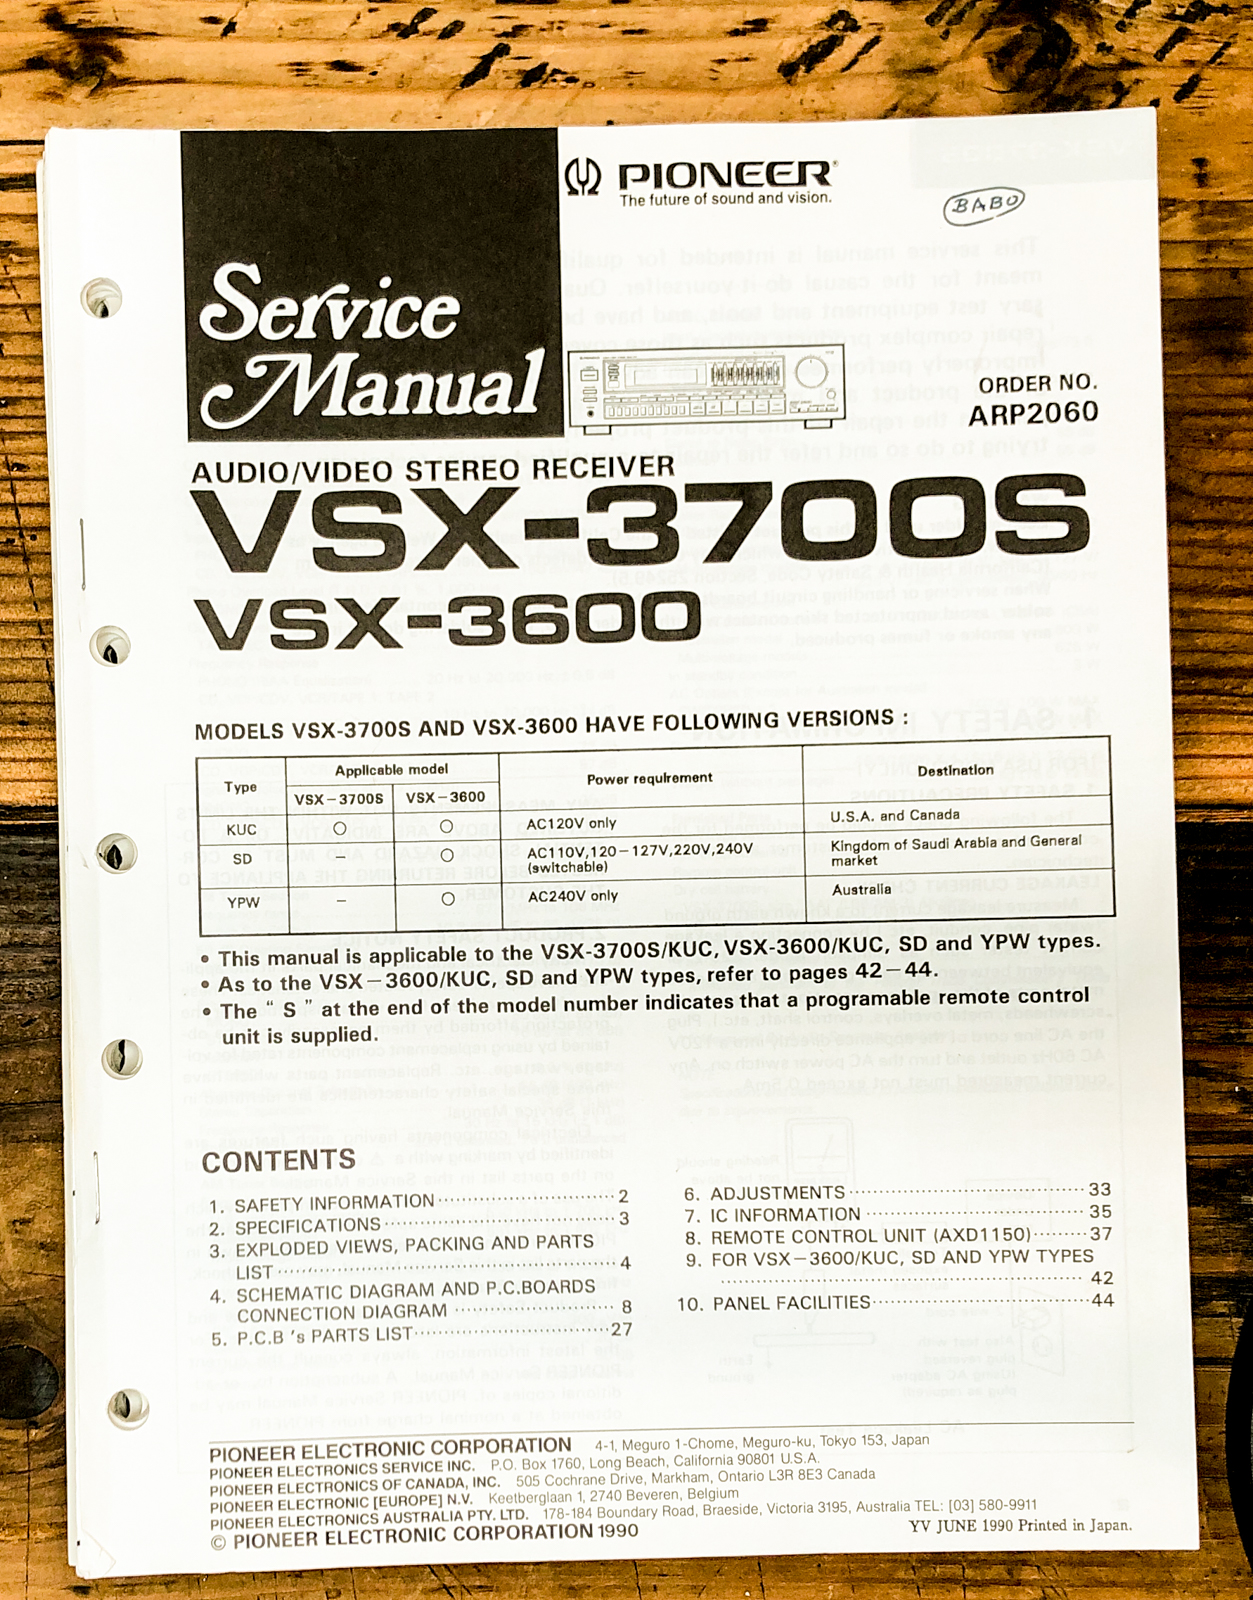 Service
Manual
PIONEER®
The future of sound and vision.
BABO
ORDER NO.
ARP2060
AUDIO/VIDEO STEREO RECEIVER
VSX-3700S
VSX-3600
MODELS VSX-3700S AND VSX-3600 HAVE FOLLOWING VERSIONS :
Type Applicable model Power requirement Destination
VSX-3700S VSX-3600
KUC ○ ○ AC120V only U.S.A. and Canada
SD – ○ AC110V,120-127V,220V,240V (switchable) Kingdom of Saudi Arabia and General market
YPW – ○ AC240V only Australia
• This manual is applicable to the VSX-3700S/KUC, VSX-3600/KUC, SD and YPW types.
• As to the VSX-3600/KUC, SD and YPW types, refer to pages 42-44.
• The “ S ” at the end of the model number indicates that a programable remote control
unit is supplied.
CONTENTS
1. SAFETY INFORMATION 2
2. SPECIFICATIONS 3
3. EXPLODED VIEWS, PACKING AND PARTS
LIST 4
4. SCHEMATIC DIAGRAM AND P.C.BOARDS
CONNECTION DIAGRAM 8
5. P.C.B 's PARTS LIST 27
6. ADJUSTMENTS 33
7. IC INFORMATION 35
8. REMOTE CONTROL UNIT (AXD1150) 37
9. FOR VSX-3600/KUC, SD AND YPW TYPES
42
10. PANEL FACILITIES 44
PIONEER ELECTRONIC CORPORATION 4-1, Meguro 1-Chome, Meguro-ku, Tokyo 153, Japan
PIONEER ELECTRONICS SERVICE INC. P.O. Box 1760, Long Beach, California 90801 U.S.A.
PIONEER ELECTRONICS OF CANADA, INC. 505 Cochrane Drive, Markham, Ontario L3R 8E3 Canada
PIONEER ELECTRONIC [EUROPE] N.V. Keetberglaan 1, 2740 Beveren, Belgium
PIONEER ELECTRONICS AUSTRALIA PTY. LTD. 178-184 Boundary Road, Braeside, Victoria 3195, Australia TEL: [03] 580-9911
© PIONEER ELECTRONIC CORPORATION 1990
YV JUNE 1990 Printed in Japan.